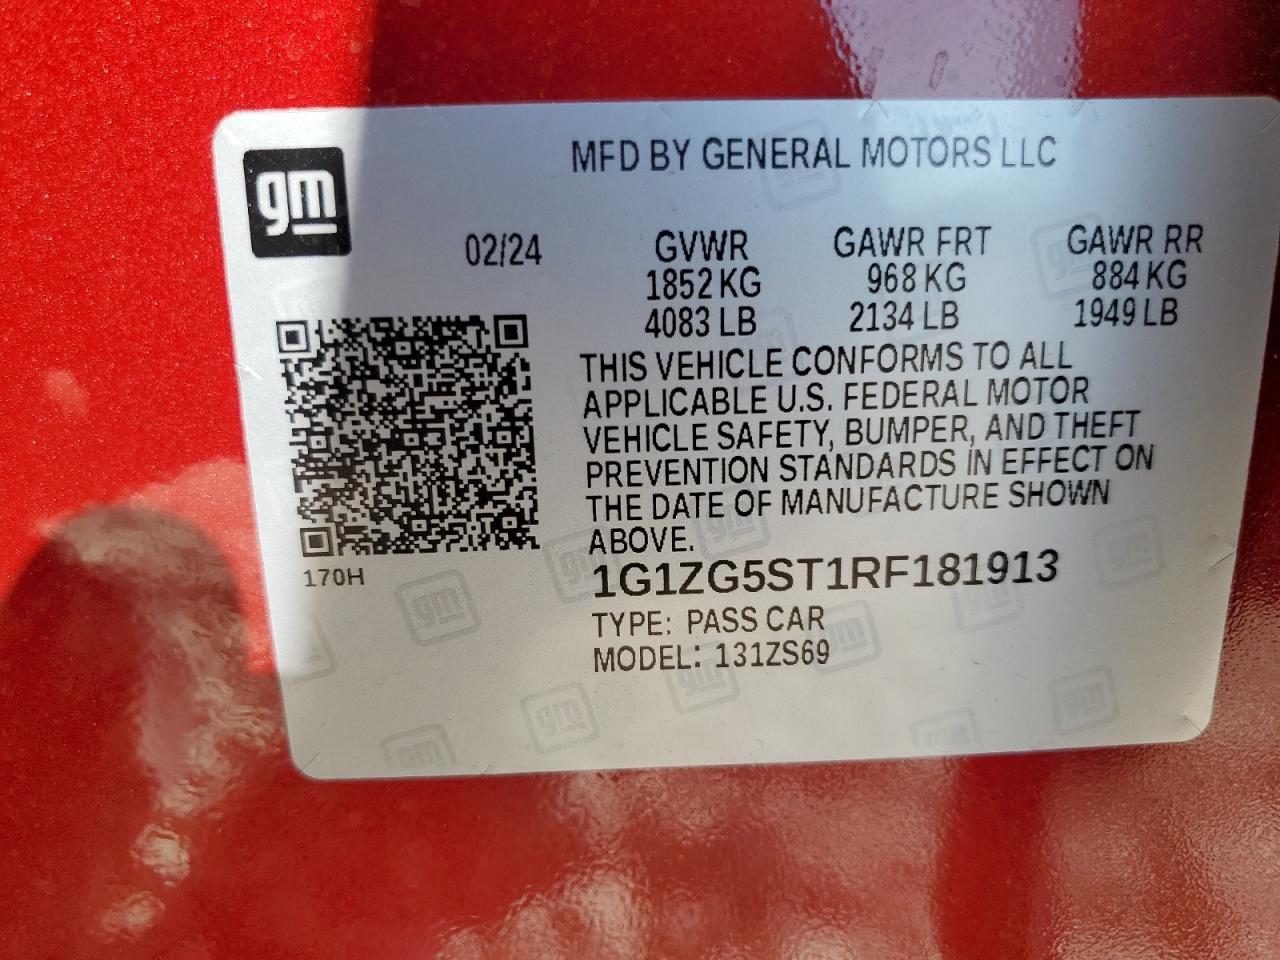 gm
MFD BY GENERAL MOTORS LLC
02/24
GVWR GAWR FRT GAWR RR
1852 KG 968 KG 884 KG
4083 LB 2134 LB 1949 LB
THIS VEHICLE CONFORMS TO ALL
APPLICABLE U.S. FEDERAL MOTOR
VEHICLE SAFETY, BUMPER, AND THEFT
PREVENTION STANDARDS IN EFFECT ON
THE DATE OF MANUFACTURE SHOWN
ABOVE.
170H
1G1ZG5ST1RF181913
TYPE: PASS CAR
MODEL: 131ZS69